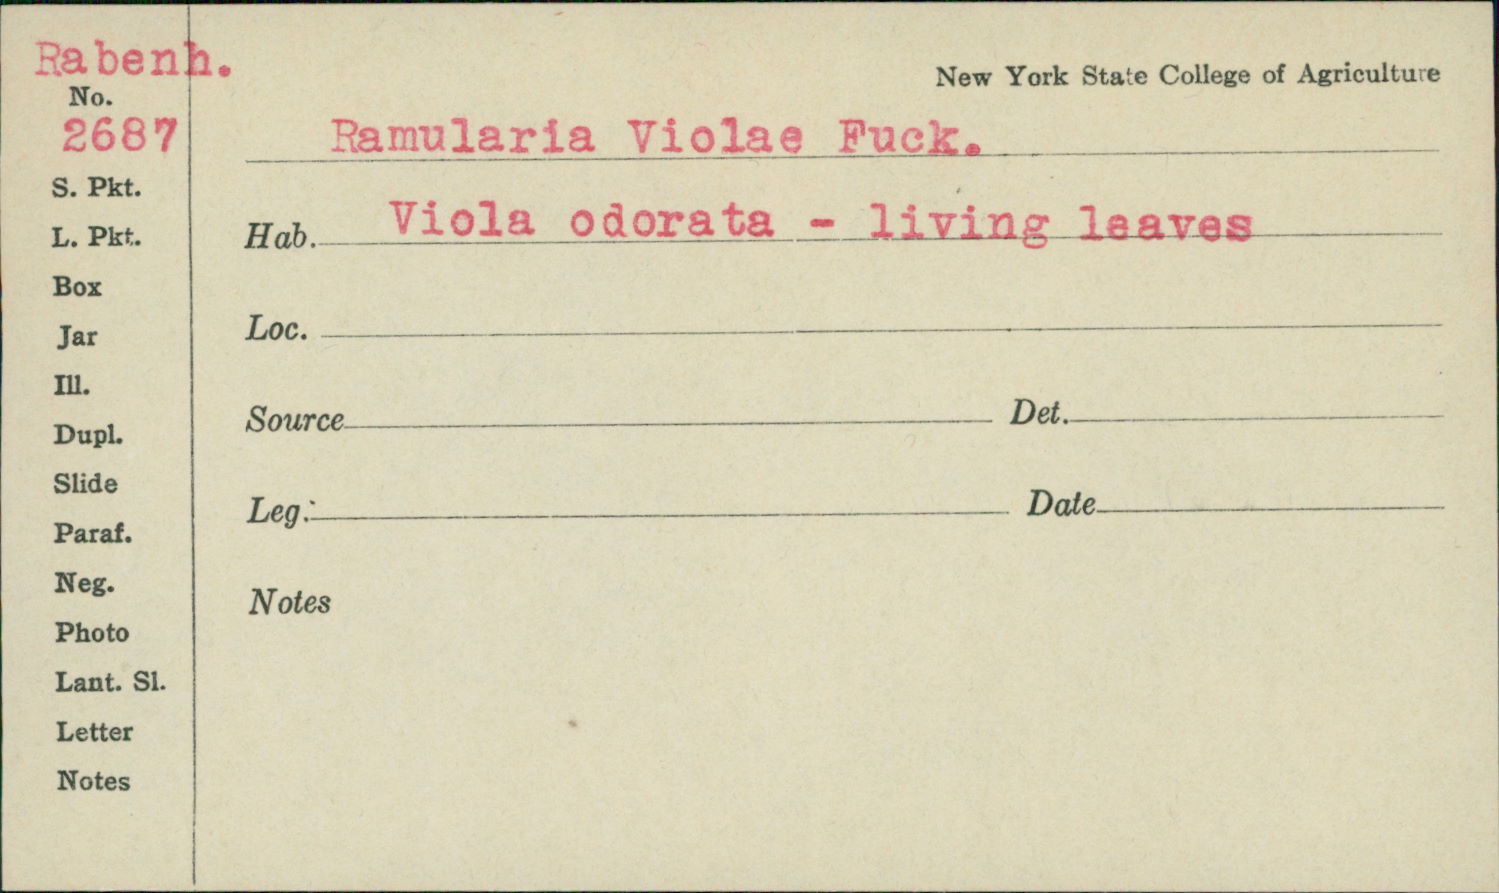 Rabenh.
New York State College of Agriculture
No.
2687
Ramularia Violae Fuck.
S. Pkt.
Hab. Viola odorata - living leaves
L. Pkt.
Box
Loc.
Jar
Ill.
Source Det.
Dupl.
Slide
Leg: Date
Paraf.
Neg.
Notes
Photo
Lant. Sl.
Letter
Notes